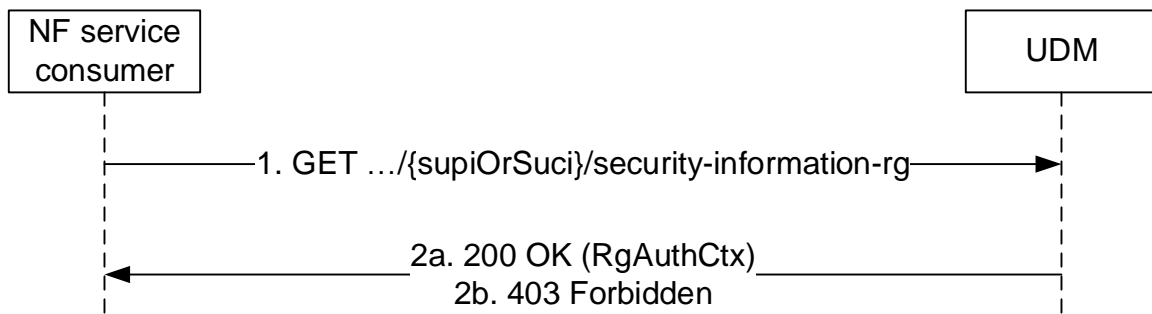 NF service
consumer
UDM
1. GET …/{supiOrSuci}/security-information-rg
2a. 200 OK (RgAuthCtx)
2b. 403 Forbidden